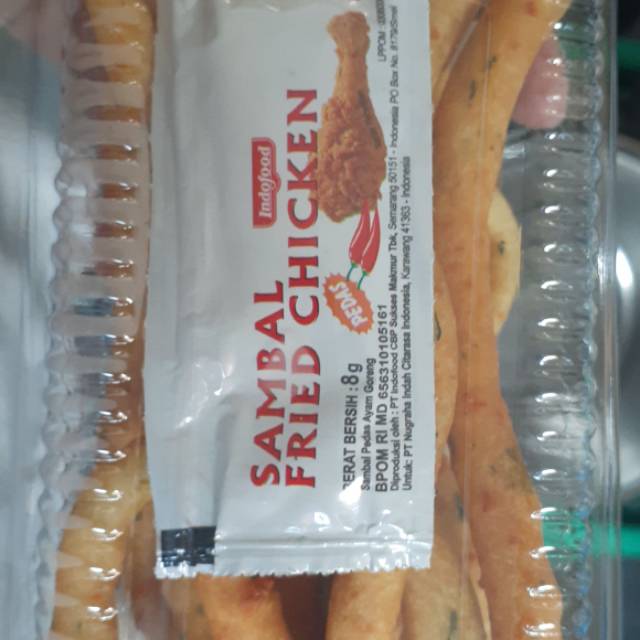 Indofood
SAMBAL
FRIED CHICKEN
PEDAS
BERAT BERSIH : 8g
Sambal Pedas Ayam Goreng
BPOM RI MD 656310105161
Diproduksi oleh : PT Indofood CBP Sukses Makmur Tbk, Semarang 50151 - Indonesia PO Box No.
Untuk: PT Nugraha Indah Citarasa Indonesia, Karawang 41363 - Indonesia
LPPOM